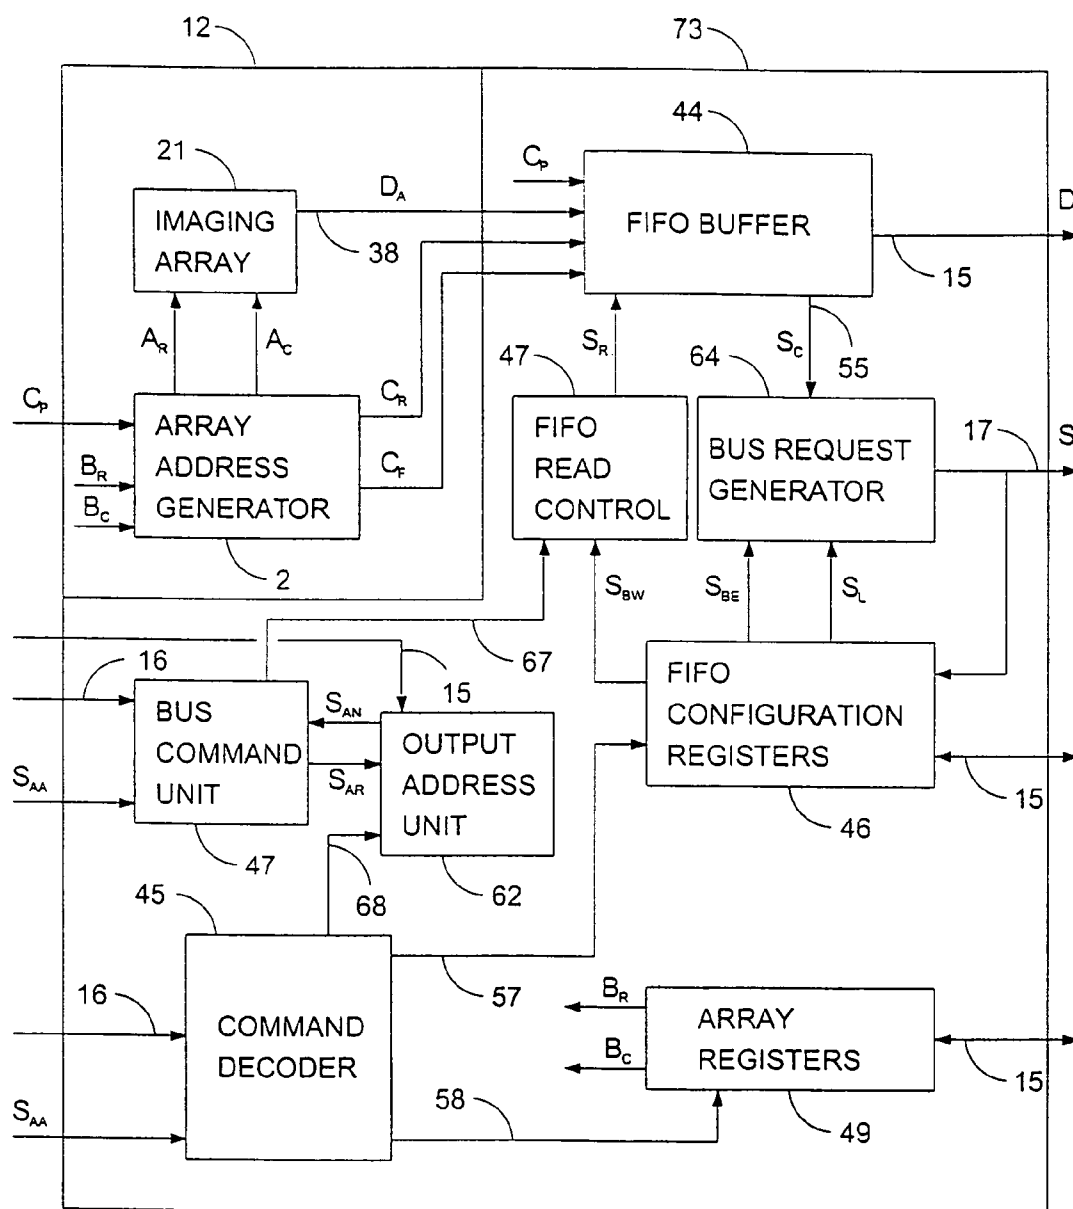 12
73
44
21
C_P
D_A
D
IMAGING
ARRAY
FIFO BUFFER
38
15
A_R
A_C
S_R
S_C
55
47
64
C_P
C_R
17
S
ARRAY
ADDRESS
GENERATOR
FIFO
READ
CONTROL
BUS REQUEST
GENERATOR
B_R
C_F
B_C
2
S_BW
S_BE
S_L
67
16
15
BUS
COMMAND
UNIT
S_AN
S_AR
OUTPUT
ADDRESS
UNIT
FIFO
CONFIGURATION
REGISTERS
S_AA
15
47
68
62
46
45
57
16
COMMAND
DECODER
B_R
B_C
ARRAY
REGISTERS
15
S_AA
58
49